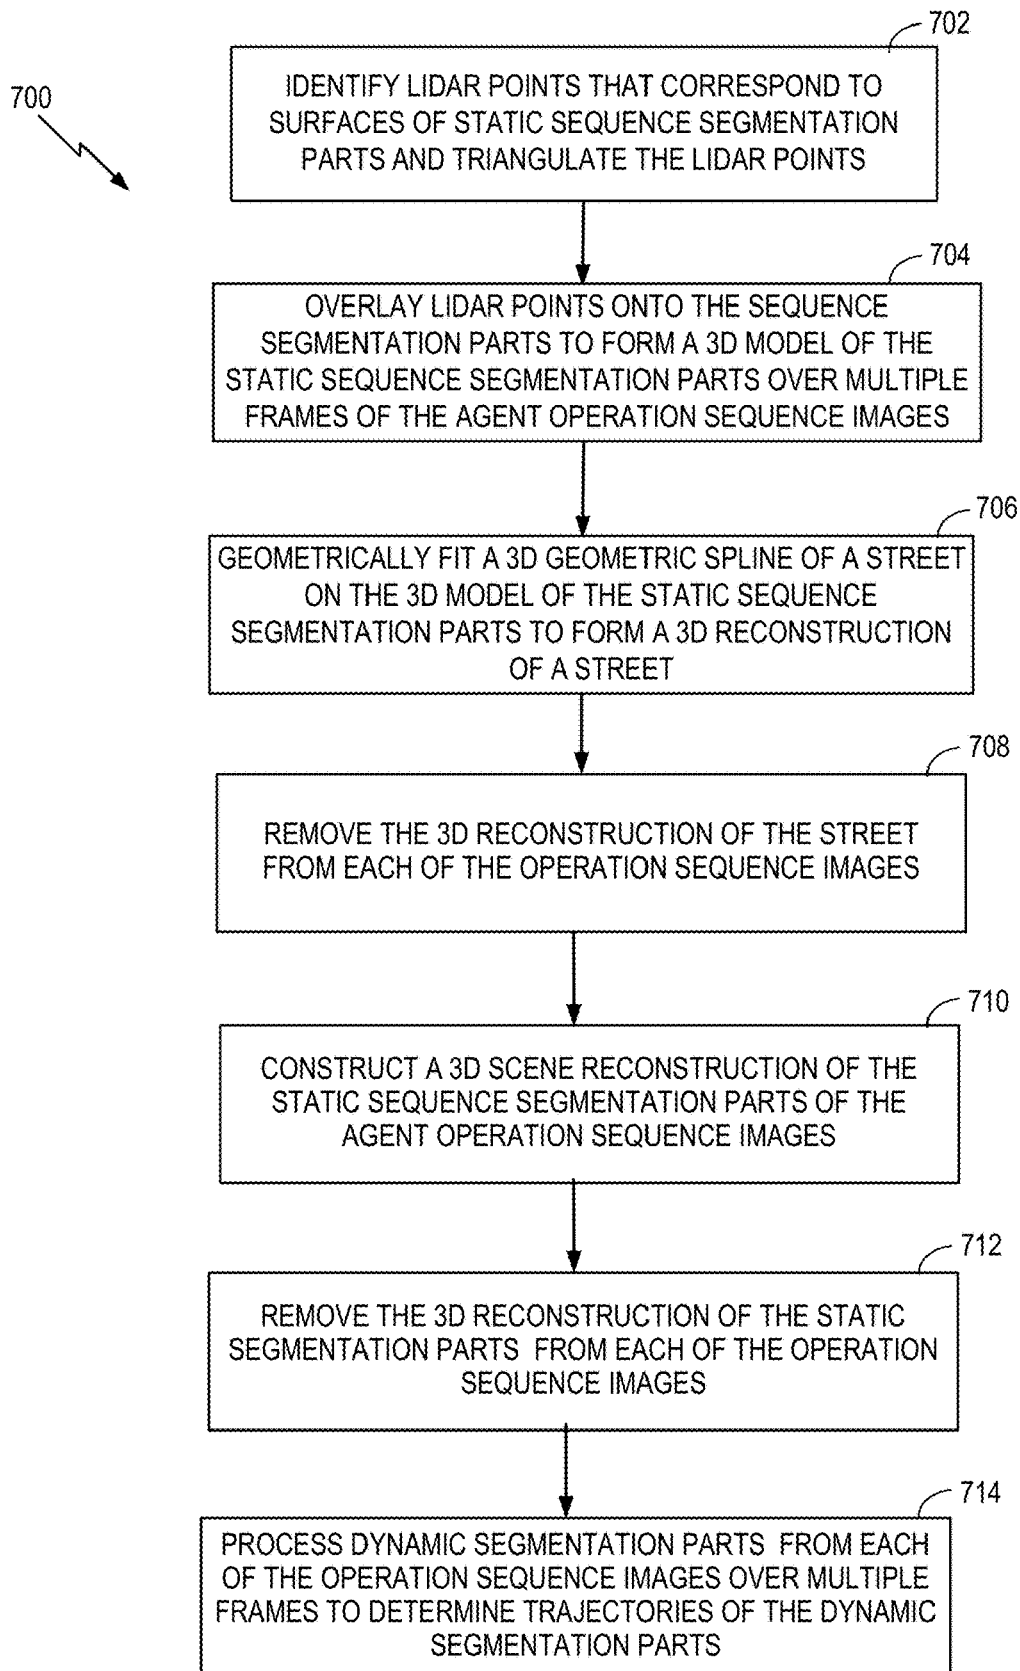 702
700
IDENTIFY LIDAR POINTS THAT CORRESPOND TO
SURFACES OF STATIC SEQUENCE SEGMENTATION
PARTS AND TRIANGULATE THE LIDAR POINTS
704
OVERLAY LIDAR POINTS ONTO THE SEQUENCE
SEGMENTATION PARTS TO FORM A 3D MODEL OF THE
STATIC SEQUENCE SEGMENTATION PARTS OVER MULTIPLE
FRAMES OF THE AGENT OPERATION SEQUENCE IMAGES
706
GEOMETRICALLY FIT A 3D GEOMETRIC SPLINE OF A STREET
ON THE 3D MODEL OF THE STATIC SEQUENCE
SEGMENTATION PARTS TO FORM A 3D RECONSTRUCTION
OF A STREET
708
REMOVE THE 3D RECONSTRUCTION OF THE STREET
FROM EACH OF THE OPERATION SEQUENCE IMAGES
710
CONSTRUCT A 3D SCENE RECONSTRUCTION OF THE
STATIC SEQUENCE SEGMENTATION PARTS OF THE
AGENT OPERATION SEQUENCE IMAGES
712
REMOVE THE 3D RECONSTRUCTION OF THE STATIC
SEGMENTATION PARTS FROM EACH OF THE OPERATION
SEQUENCE IMAGES
714
PROCESS DYNAMIC SEGMENTATION PARTS FROM EACH
OF THE OPERATION SEQUENCE IMAGES OVER MULTIPLE
FRAMES TO DETERMINE TRAJECTORIES OF THE DYNAMIC
SEGMENTATION PARTS